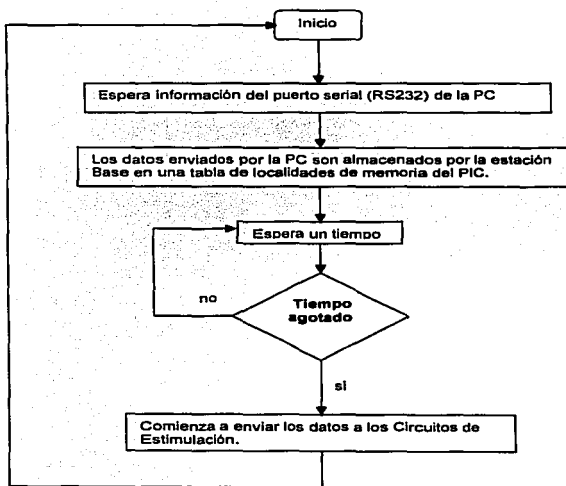 Inicio
Espera información del puerto serial (RS232) de la PC
Los datos enviados por la PC son almacenados por la estación
Base en una tabla de localidades de memoria del PIC.
Espera un tiempo
no
Tiempo
agotado
si
Comienza a enviar los datos a los Circuitos de
Estimulación.